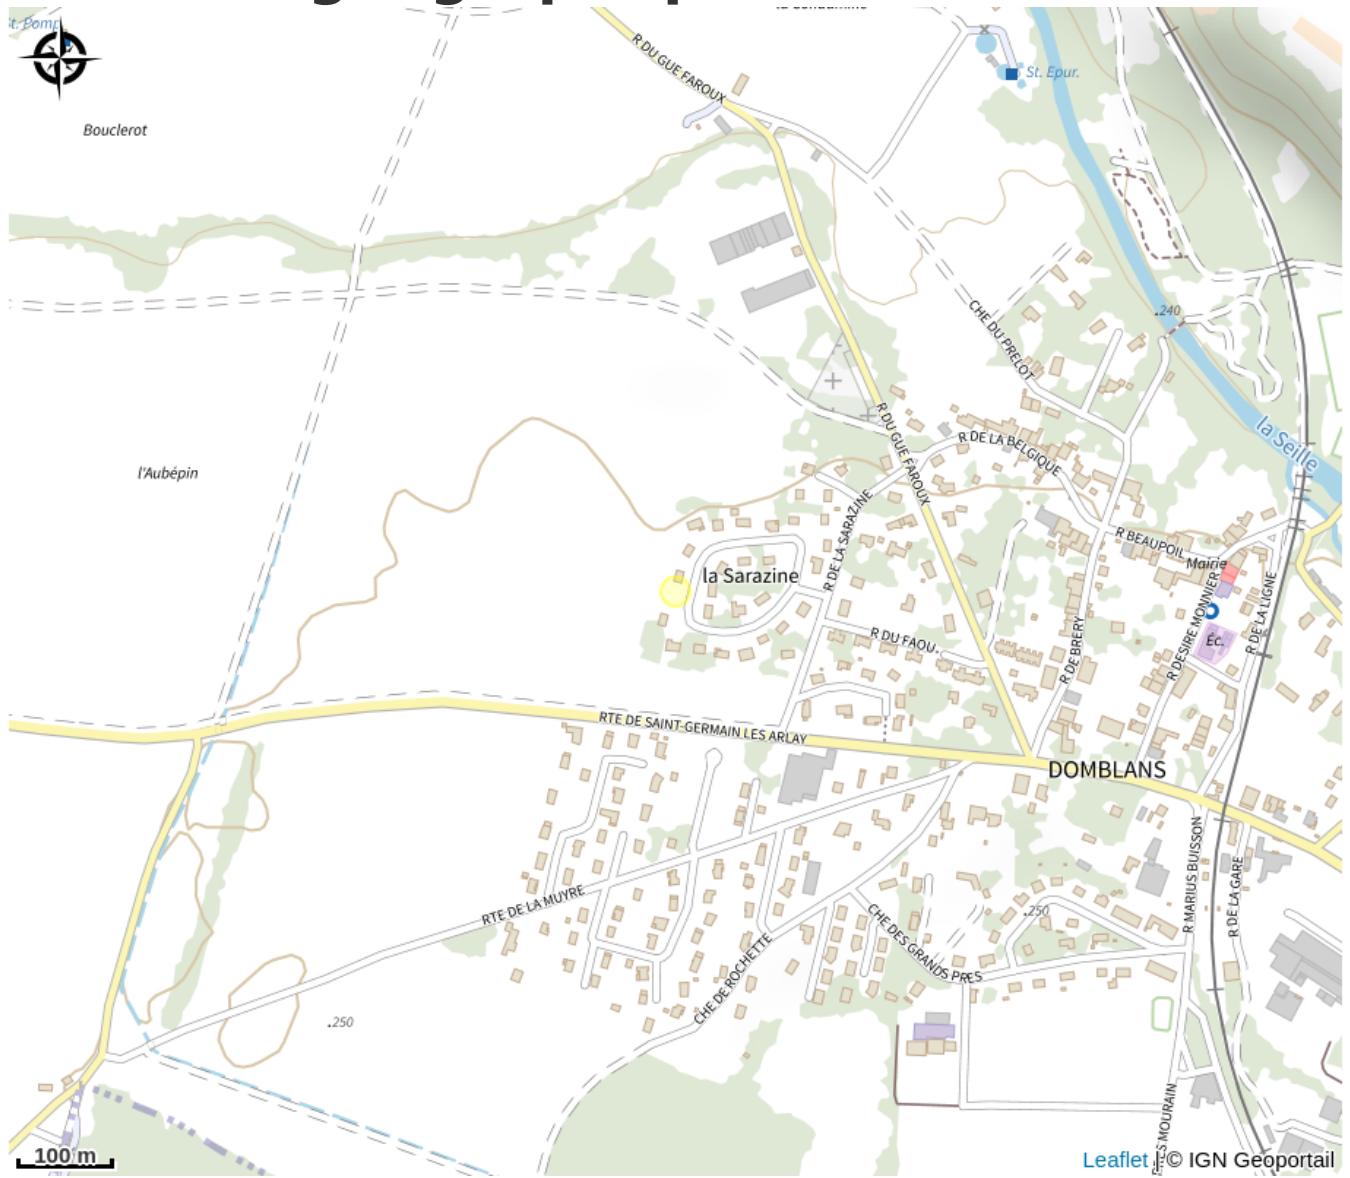 St. Pomp
R DU GUE FAROUX
St. Epur.
Bouclerot
240
CHE DU PRELOT
R DU GUE FAROUX
R DE LA BELGIQUE
la Seille
l'Aubépin
R DE LA SARAZINE
R BEAUPOIL
Mairie
la Sarazine
R DESIRE MONNIER
R DE LA LIGNE
Éc.
R DU FAOU
R DE BRERY
RTE DE SAINT-GERMAIN LES ARLAY
DOMBLANS
R MARIUS BUISSON
R DE LA GARE
RTE DE LA MUYRE
CHE DES GRANDS PRES
250
CHE DE ROCHETTE
250
ES MOURAIN
100 m
Leaflet | © IGN Geoportail